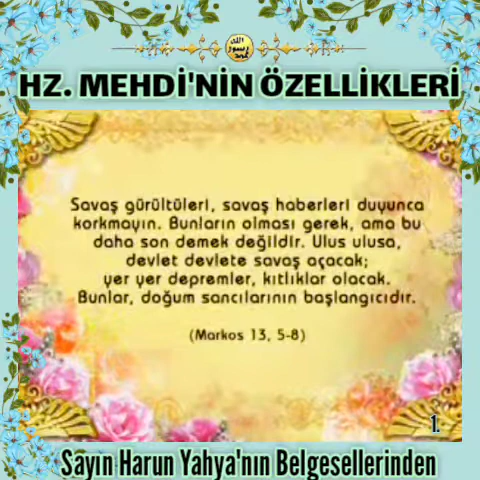 HZ. MEHDİ'NİN ÖZELLİKLERİ
Savaş gürültüleri, savaş haberleri duyunca
korkmayın. Bunların olması gerek, ama bu
daha son demek değildir. Ulus ulusa,
devlet devlete savaş açacak;
yer yer depremler, kıtlıklar olacak.
Bunlar, doğum sancılarının başlangıcıdır.
(Markos 13, 5-8)
1.
Sayın Harun Yahya'nın Belgesellerinden